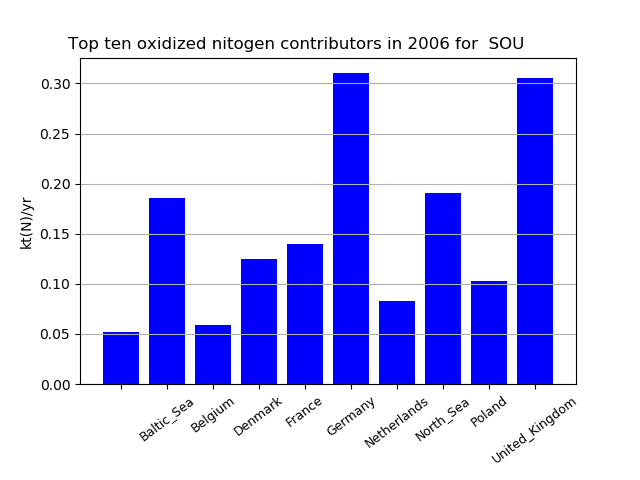 Top ten oxidized nitogen contributors in 2006 for  SOU
kt(N)/yr
0.30
0.25
0.20
0.15
0.10
0.05
0.00
Baltic_Sea
Belgium
Denmark
France
Germany
Netherlands
North_Sea
Poland
United_Kingdom